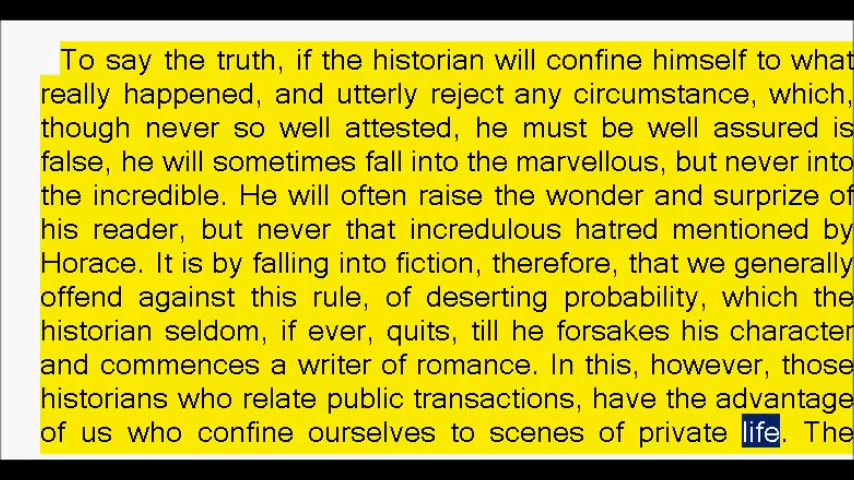 To say the truth, if the historian will confine himself to what
really happened, and utterly reject any circumstance, which,
though never so well attested, he must be well assured is
false, he will sometimes fall into the marvellous, but never into
the incredible. He will often raise the wonder and surprize of
his reader, but never that incredulous hatred mentioned by
Horace. It is by falling into fiction, therefore, that we generally
offend against this rule, of deserting probability, which the
historian seldom, if ever, quits, till he forsakes his character
and commences a writer of romance. In this, however, those
historians who relate public transactions, have the advantage
of us who confine ourselves to scenes of private life. The